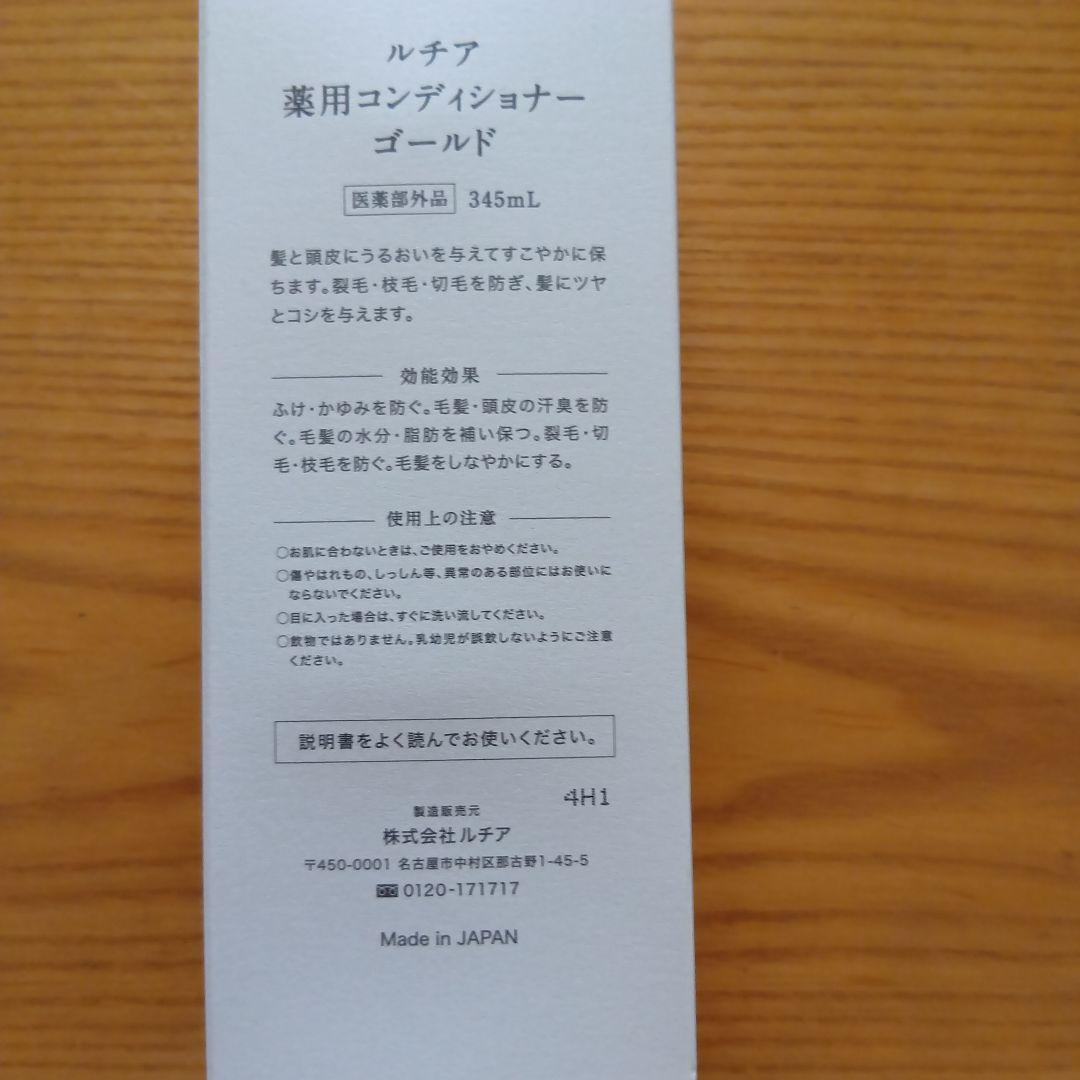 ルチア
薬用コンディショナー
ゴールド
医薬部外品 345mL
髪と頭皮にうるおいを与えてすこやかに保
ちます。裂毛・枝毛・切毛を防ぎ、髪にツヤ
とコシを与えます。
効能効果
ふけ・かゆみを防ぐ。毛髪・頭皮の汗臭を防
ぐ。毛髪の水分・脂肪を補い保つ。裂毛・切
毛・枝毛を防ぐ。毛髪をしなやかにする。
使用上の注意
○お肌に合わないときは、ご使用をおやめください。
○傷やはれもの、しっしん等、異常のある部位にはお使いに
ならないでください。
○目に入った場合は、すぐに洗い流してください。
○飲物ではありません。乳幼児が誤飲しないようにご注意
ください。
説明書をよく読んでお使いください。
4H1
製造販売元
株式会社ルチア
〒450-0001 名古屋市中村区那古野1-45-5
0120-171717
Made in JAPAN